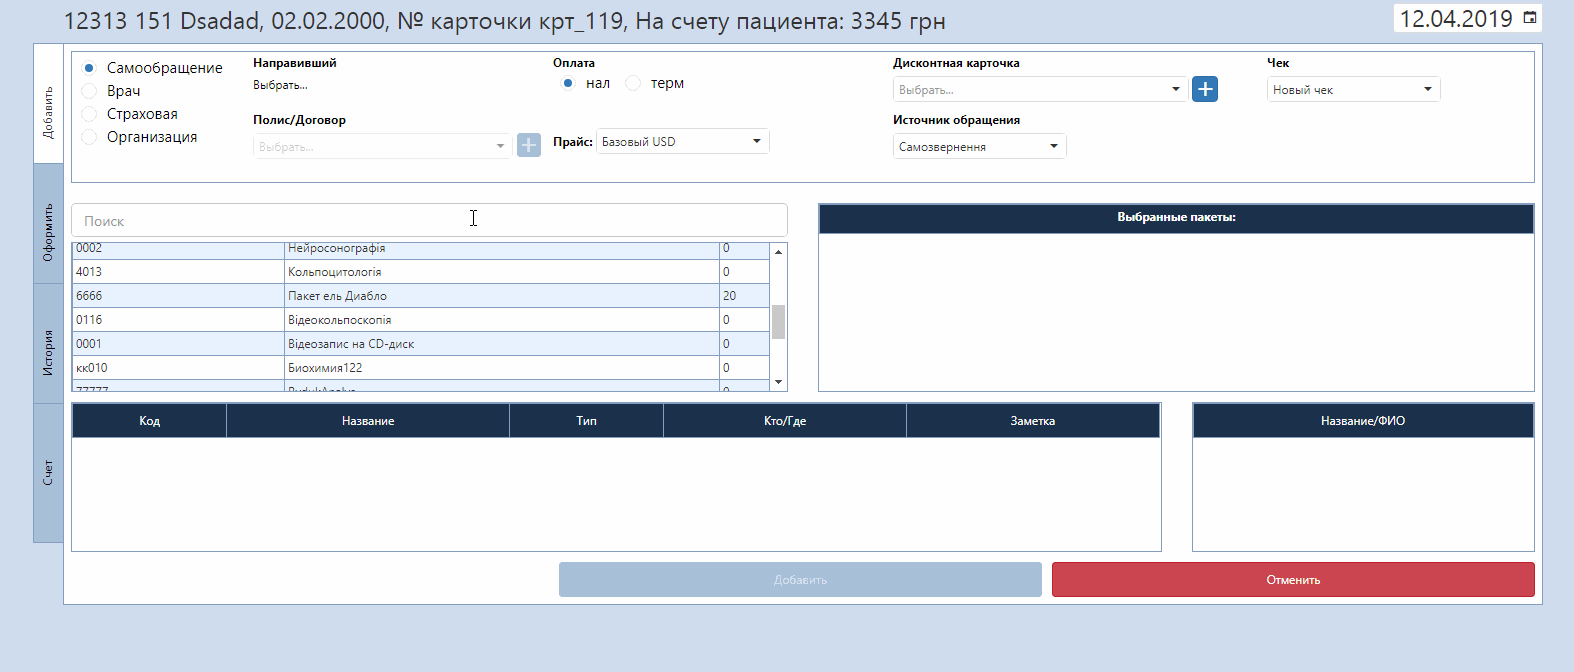 12313 151 Dsadad, 02.02.2000, № карточки крт_119, На счету пациента: 3345 грн
12.04.2019
Добавить
Оформить
История
Счет
Самообращение
Врач
Страховая
Организация
Направивший
Выбрать...
Полис/Договор
Выбрать...
Оплата
нал
терм
Прайс: Базовый USD
Дисконтная карточка
Выбрать...
Источник обращения
Самозвернення
Чек
Новый чек
Поиск
0002 Нейросонографія 0
4013 Кольпоцитологія 0
6666 Пакет ель Диабло 20
0116 Відеокольпоскопія 0
0001 Відеозапис на CD-диск 0
кк010 Биохимия122 0
77777 0
Выбранные пакеты:
Код Название Тип Кто/Где Заметка
Название/ФИО
Добавить
Отменить